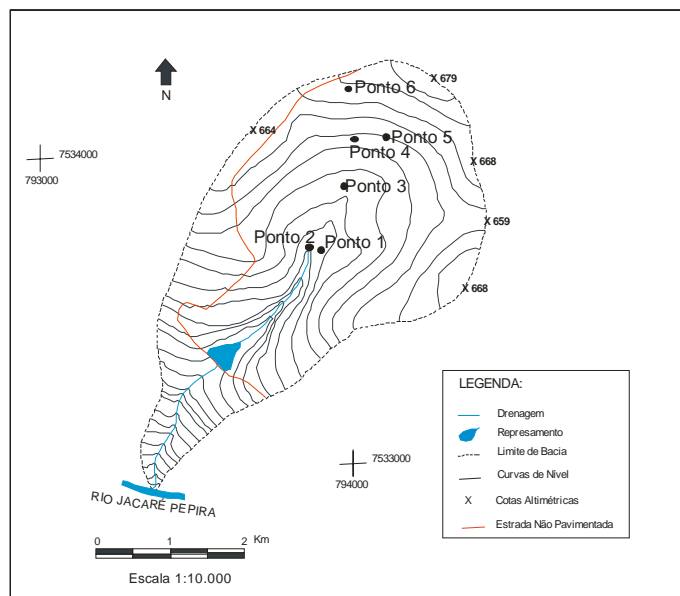 X 679
Ponto 6
N
X 664
Ponto 5
Ponto 4
7534000
793000
X 668
Ponto 3
X 659
Ponto 2
Ponto 1
X 668
LEGENDA:
Drenagem
Represamento
Limite de Bacia
Curvas de Nível
X Cotas Altimétricas
Estrada Não Pavimentada
7533000
794000
RIO JACARÉ PEPIRA
0 1 2 Km
Escala 1:10.000